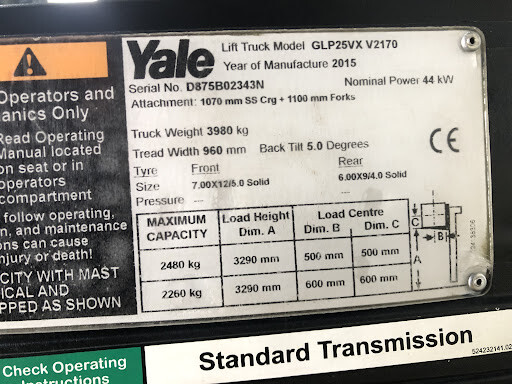 Yale
Lift Truck Model GLP25VX V2170
Year of Manufacture 2015
Serial No. D875B02343N
Nominal Power 44 kW
Attachment: 1070 mm SS Crg + 1100 mm Forks
Truck Weight 3980 kg
Tread Width 960 mm Back Tilt 5.0 Degrees
Tyre Front Rear
Size 7.00X12/5.0 Solid 6.00X9/4.0 Solid
Pressure --- ---
CE
MAXIMUM CAPACITY Load Height Dim. A Load Centre Dim. B Dim. C
2480 kg 3290 mm 500 mm 500 mm
2260 kg 3290 mm 600 mm 600 mm
C
B
A
Operators and
anics Only
Read Operating
Manual located
on seat or in
operators
compartment
follow operating,
n, and maintenance
ons can cause
njury or death!
CITY WITH MAST
ICAL AND
PPED AS SHOWN
Check Operating
Instructions
Standard Transmission
524232141.02